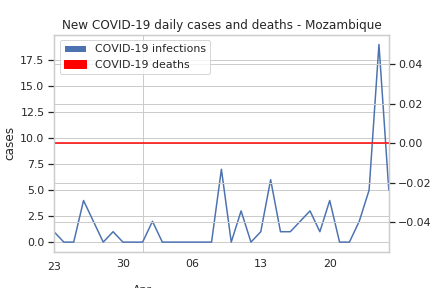 New COVID-19 daily cases and deaths - Mozambique
COVID-19 infections
COVID-19 deaths
cases
17.5
15.0
12.5
10.0
7.5
5.0
2.5
0.0
0.04
0.02
0.00
−0.02
−0.04
23 30 06 13 20
Apr